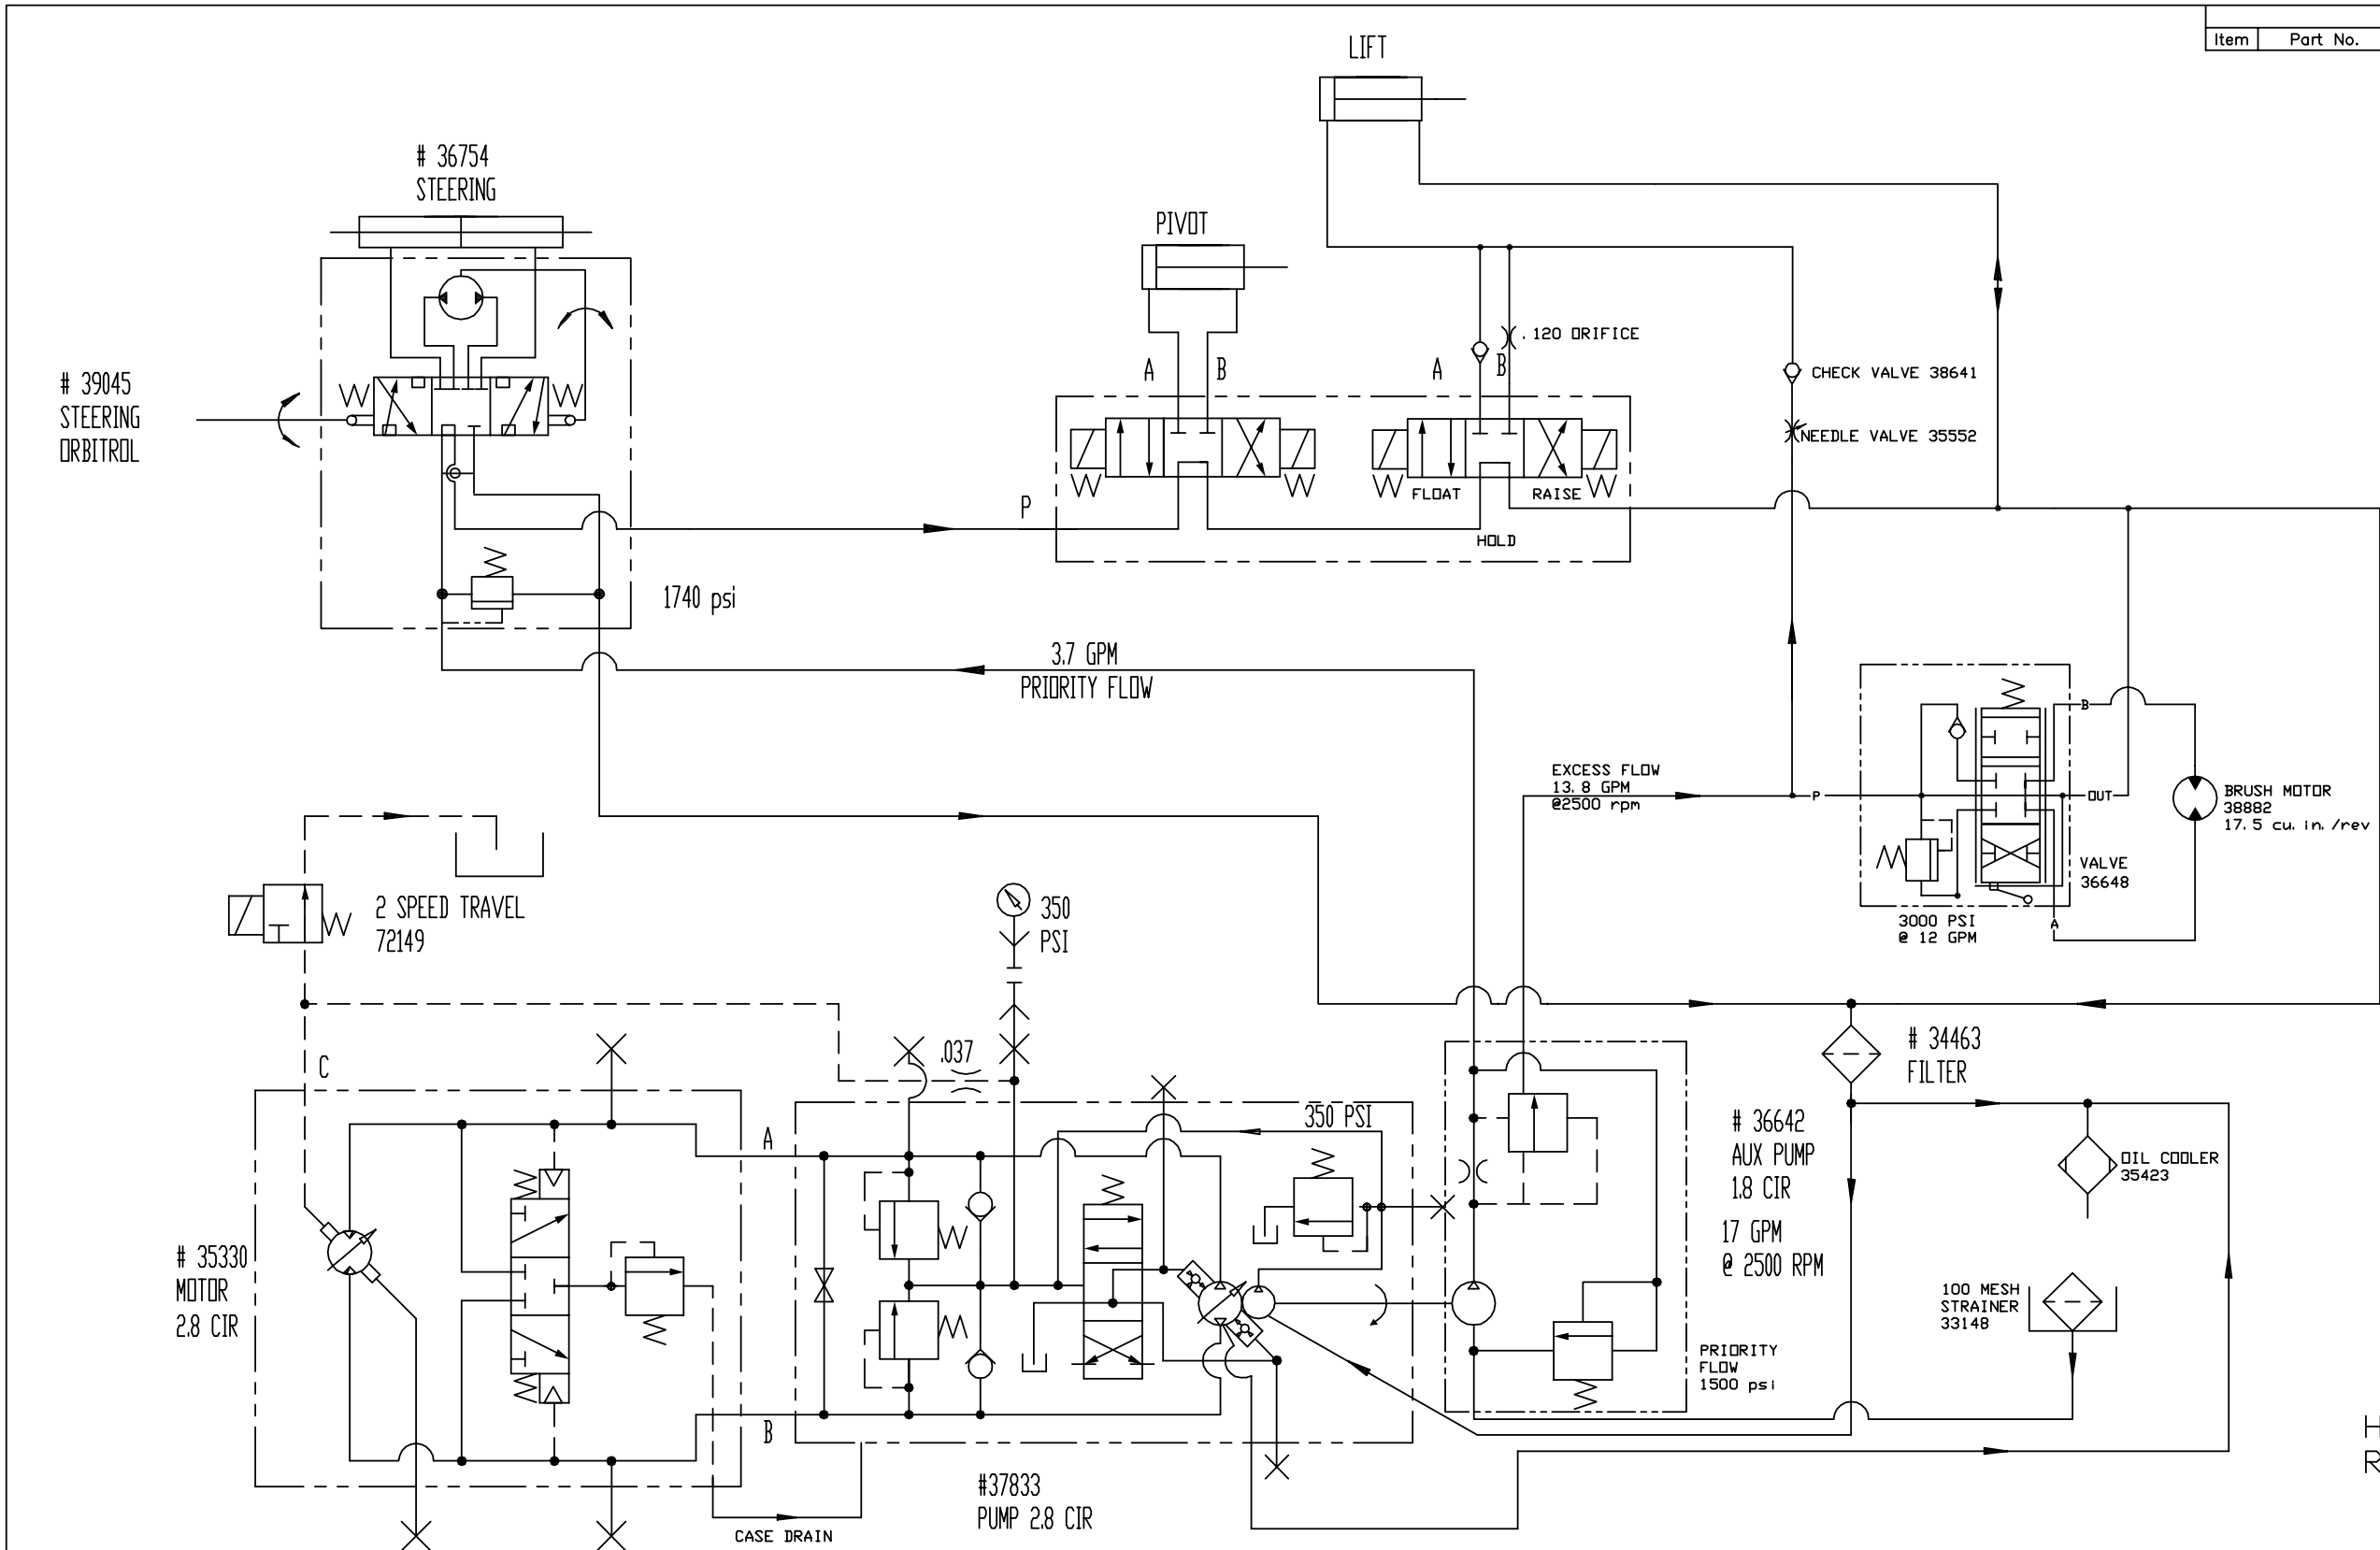 Item Part No.
LIFT
# 36754
STEERING
PIVOT
.120 ORIFICE
A
B
A
B
# 39045
STEERING
ORBITROL
CHECK VALVE 38641
NEEDLE VALVE 35552
FLOAT
RAISE
P
HOLD
1740 psi
3.7 GPM
PRIORITY FLOW
B
EXCESS FLOW
13.8 GPM
@2500 rpm
P
OUT
BRUSH MOTOR
38882
17.5 cu. in. /rev
VALVE
36648
3000 PSI
@ 12 GPM
A
2 SPEED TRAVEL
72149
350
PSI
# 34463
FILTER
C
.037
350 PSI
A
# 36642
AUX PUMP
1.8 CIR
17 GPM
@ 2500 RPM
OIL COOLER
35423
# 35330
MOTOR
2.8 CIR
100 MESH
STRAINER
33148
PRIORITY
FLOW
1500 psi
B
#37833
PUMP 2.8 CIR
CASE DRAIN
H
R